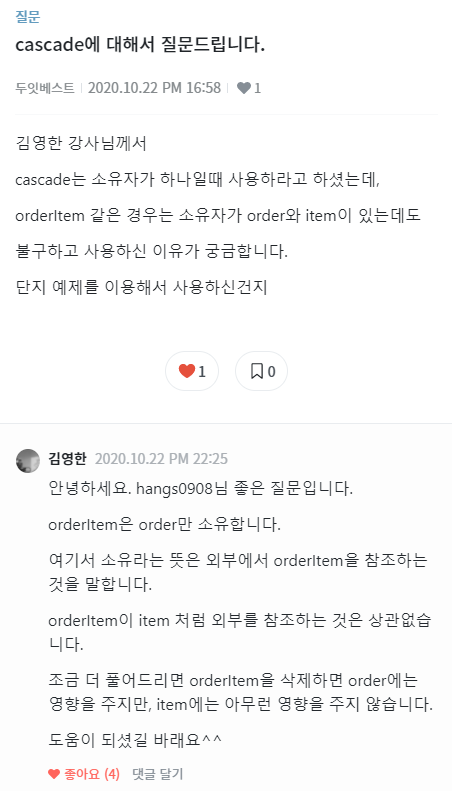 질문
cascade에 대해서 질문드립니다.
두잇베스트 2020.10.22 PM 16:58 1
김영한 강사님께서
cascade는 소유자가 하나일때 사용하라고 하셨는데,
orderItem 같은 경우는 소유자가 order와 item이 있는데도
불구하고 사용하신 이유가 궁금합니다.
단지 예제를 이용해서 사용하신건지
1 0
김영한 2020.10.22 PM 22:25
안녕하세요. hangs0908님 좋은 질문입니다.
orderItem은 order만 소유합니다.
여기서 소유라는 뜻은 외부에서 orderItem을 참조하는
것을 말합니다.
orderItem이 item 처럼 외부를 참조하는 것은 상관없습
니다.
조금 더 풀어드리면 orderItem을 삭제하면 order에는
영향을 주지만, item에는 아무런 영향을 주지 않습니다.
도움이 되셨길 바래요^^
좋아요 (4) 댓글 달기